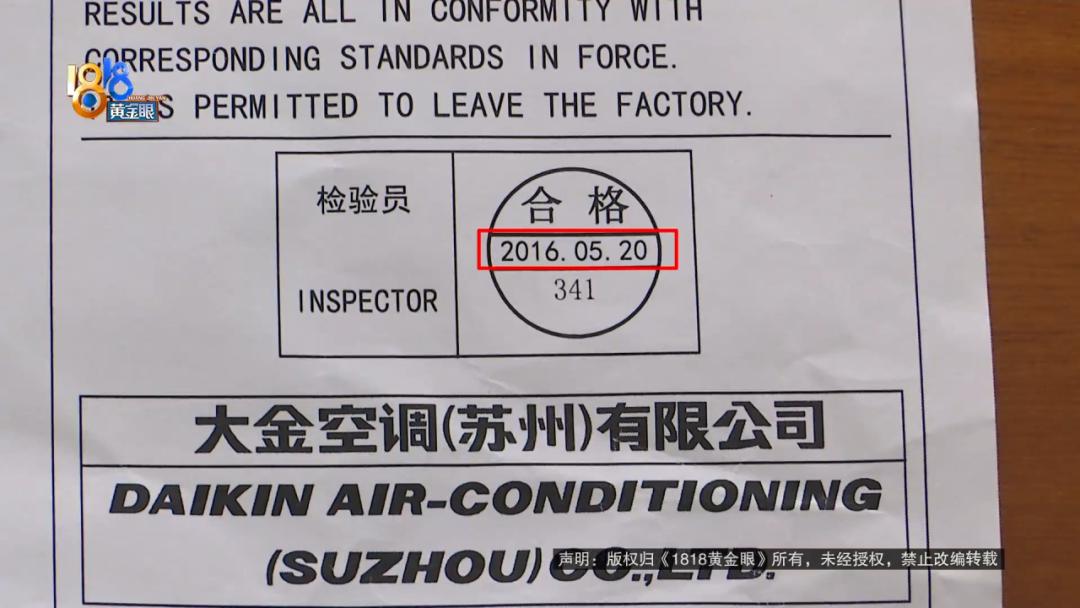 RESULTS ARE ALL IN CONFORMITY WITH
CORRESPONDING STANDARDS IN FORCE.
IS PERMITTED TO LEAVE THE FACTORY.
1818
黄金眼
检验员
INSPECTOR
合格
2016.05.20
341
大金空调(苏州)有限公司
DAIKIN AIR-CONDITIONING
(SUZHOU) CO.,LTD.
声明：版权归《1818黄金眼》所有，未经授权，禁止改编转载